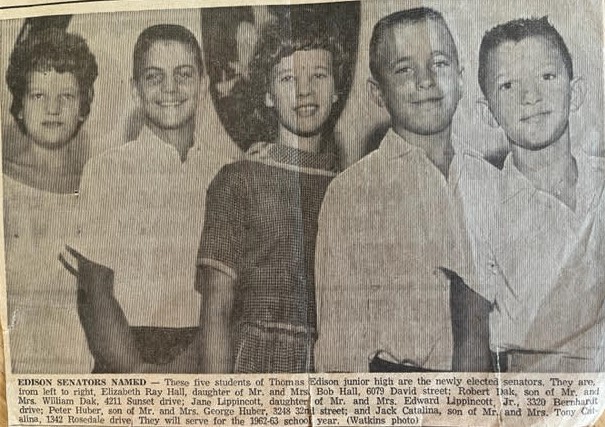 EDISON SENATORS NAMED — These five students of Thomas Edison junior high are the newly elected senators. They are,
from left to right, Elizabeth Ray Hall, daughter of Mr. and Mrs. Bob Hall, 6079 David street; Robert Dak, son of Mr. and
Mrs. William Dak, 4211 Sunset drive; Jane Lippincott, daughter of Mr. and Mrs. Edward Lippincott, Jr., 3320 Bernhardt
drive; Peter Huber, son of Mr. and Mrs. George Huber, 3248 32nd street; and Jack Catalina, son of Mr. and Mrs. Tony Cat-
alina, 1342 Rosedale drive. They will serve for the 1962-63 school year. (Watkins photo)